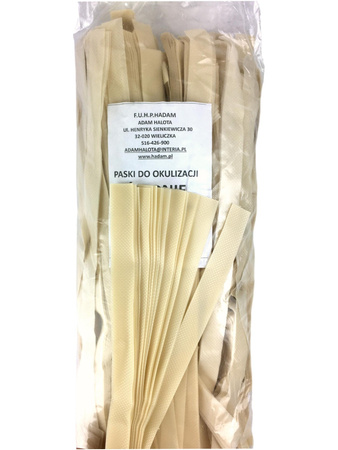 F.U.H.P.HADAM
ADAM HALOTA
UL. HENRYKA SIENKIEWICZA 30
32-020 WIELICZKA
516-426-900
ADAMHALOTA@INTERIA.PL
www.hadam.pl
PASKI DO OKULIZACJI